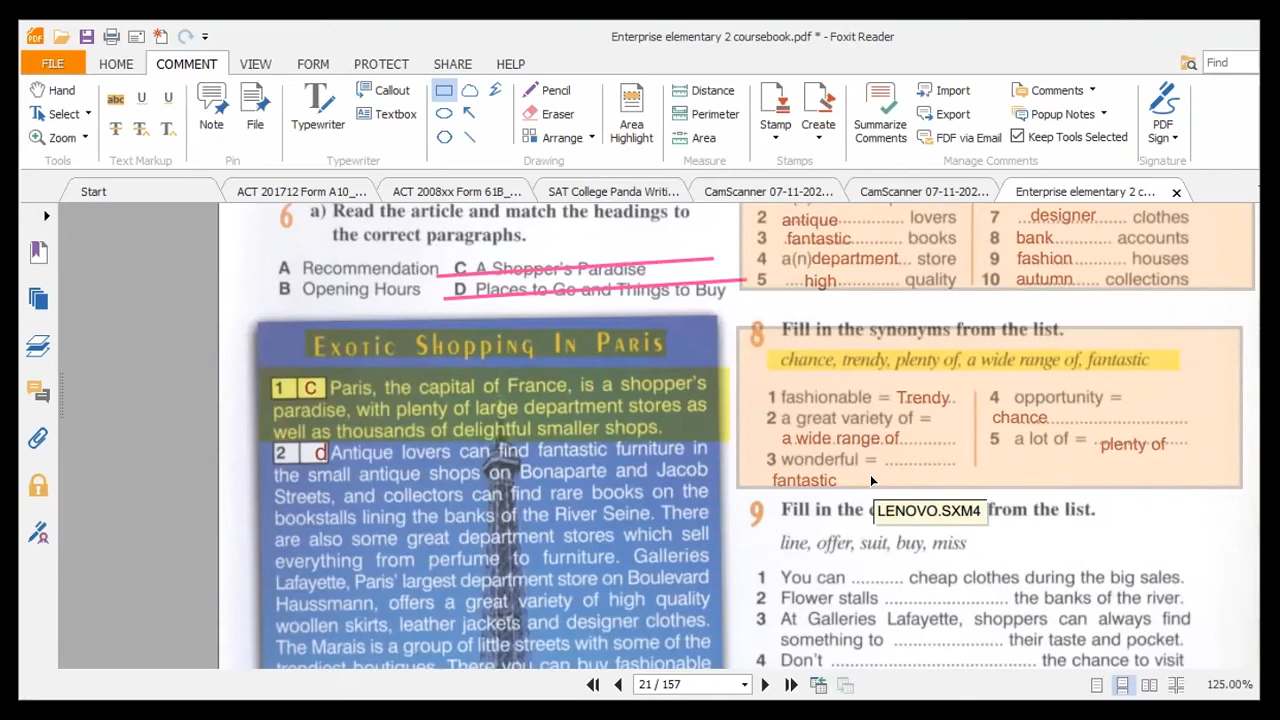 Enterprise elementary 2 coursebook.pdf * - Foxit Reader
FILE HOME COMMENT VIEW FORM PROTECT SHARE HELP Find
Hand
Select
Zoom
Tools
Text Markup
Note
File
Pin
Typewriter
Callout
Textbox
Typewriter
Pencil
Eraser
Arrange
Drawing
Area
Highlight
Distance
Perimeter
Area
Measure
Stamp
Create
Stamps
Summarize
Comments
Import
Export
PDF via Email
Comments
Popup Notes
Keep Tools Selected
Manage Comments
PDF
Sign
Signature
Start
ACT 201712 Form A10_...
ACT 2008xx Form 61B_...
SAT College Panda Writi...
CamScanner 07-11-202...
CamScanner 07-11-202...
Enterprise elementary 2 c...
6 a) Read the article and match the headings to
the correct paragraphs.
A Recommendation C A Shopper's Paradise
B Opening Hours D Places to Go and Things to Buy
EXOTIC SHOPPING IN PARIS
1 C Paris, the capital of France, is a shopper's
paradise, with plenty of large department stores as
well as thousands of delightful smaller shops.
2 d Antique lovers can find fantastic furniture in
the small antique shops on Bonaparte and Jacob
Streets, and collectors can find rare books on the
bookstalls lining the banks of the River Seine. There
are also some great department stores which sell
everything from perfume to furniture. Galleries
Lafayette, Paris' largest department store on Boulevard
Haussmann, offers a great variety of high quality
woollen skirts, leather jackets and designer clothes.
The Marais is a group of little streets with some of the
trendiest boutiques. There you can buy fashionable
2 antique.............. lovers
3 .fantastic........... books
4 a(n)department... store
5 ....high............. quality
7 ...designer...... clothes
8 bank............. accounts
9 fashion.......... houses
10 autumn......... collections
8 Fill in the synonyms from the list.
chance, trendy, plenty of, a wide range of, fantastic
1 fashionable = Trendy..
2 a great variety of =
a wide range of............
3 wonderful = ..............
fantastic
4 opportunity =
chance............................
5 a lot of = ...plenty of.....
9 Fill in the
LENOVO.SXM4
from the list.
line, offer, suit, buy, miss
1 You can .......... cheap clothes during the big sales.
2 Flower stalls ........................ the banks of the river.
3 At Galleries Lafayette, shoppers can always find
something to .................... their taste and pocket.
4 Don't ........................................ the chance to visit
21 / 157
125.00%